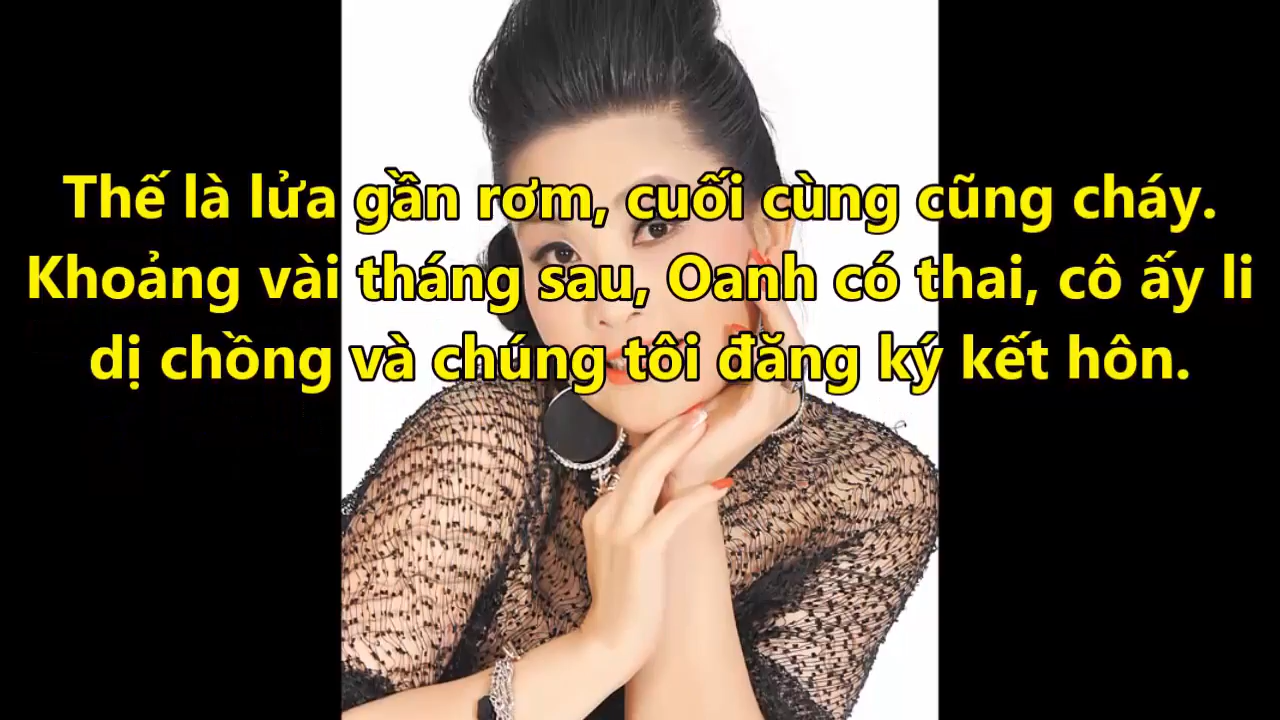 Thế là lửa gần rơm, cuối cùng cũng cháy.
Khoảng vài tháng sau, Oanh có thai, cô ấy li
dị chồng và chúng tôi đăng ký kết hôn.